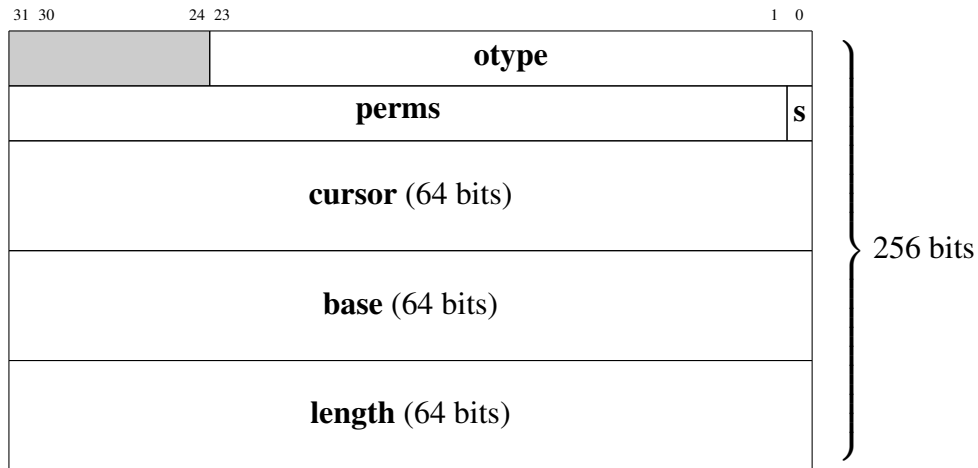 31 30 24 23 1 0
otype
perms s
cursor (64 bits)
256 bits
base (64 bits)
length (64 bits)